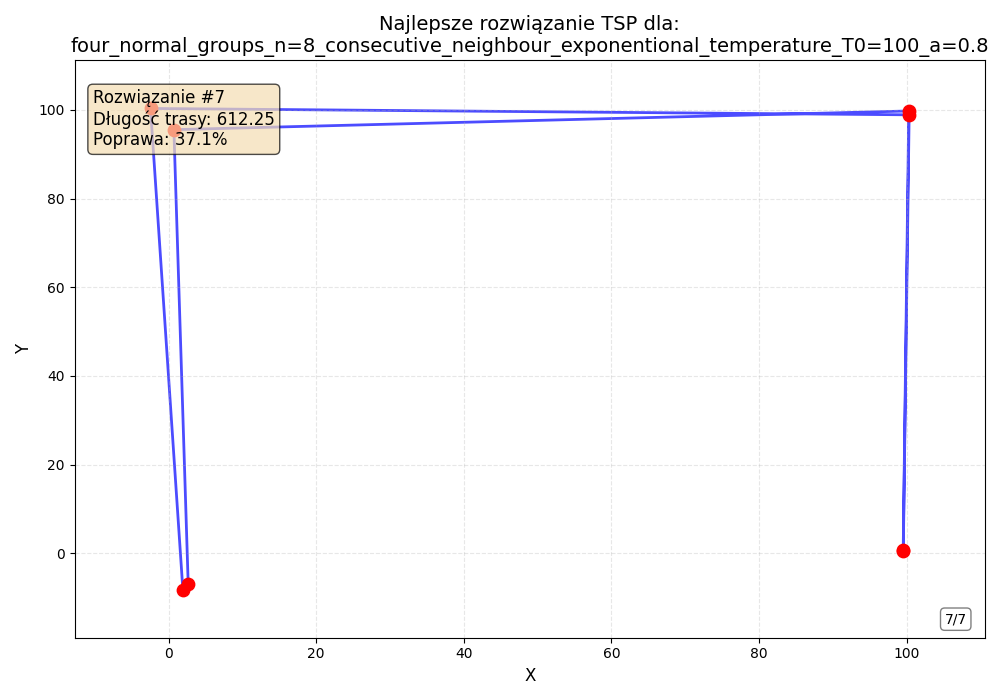 Najlepsze rozwiązanie TSP dla:
four_normal_groups_n=8_consecutive_neighbour_exponentional_temperature_T0=100_a=0.8
Rozwiązanie #7
Długość trasy: 612.25
Poprawa: 37.1%
100
80
60
40
20
0
Y
0
20
40
60
80
100
X
7/7